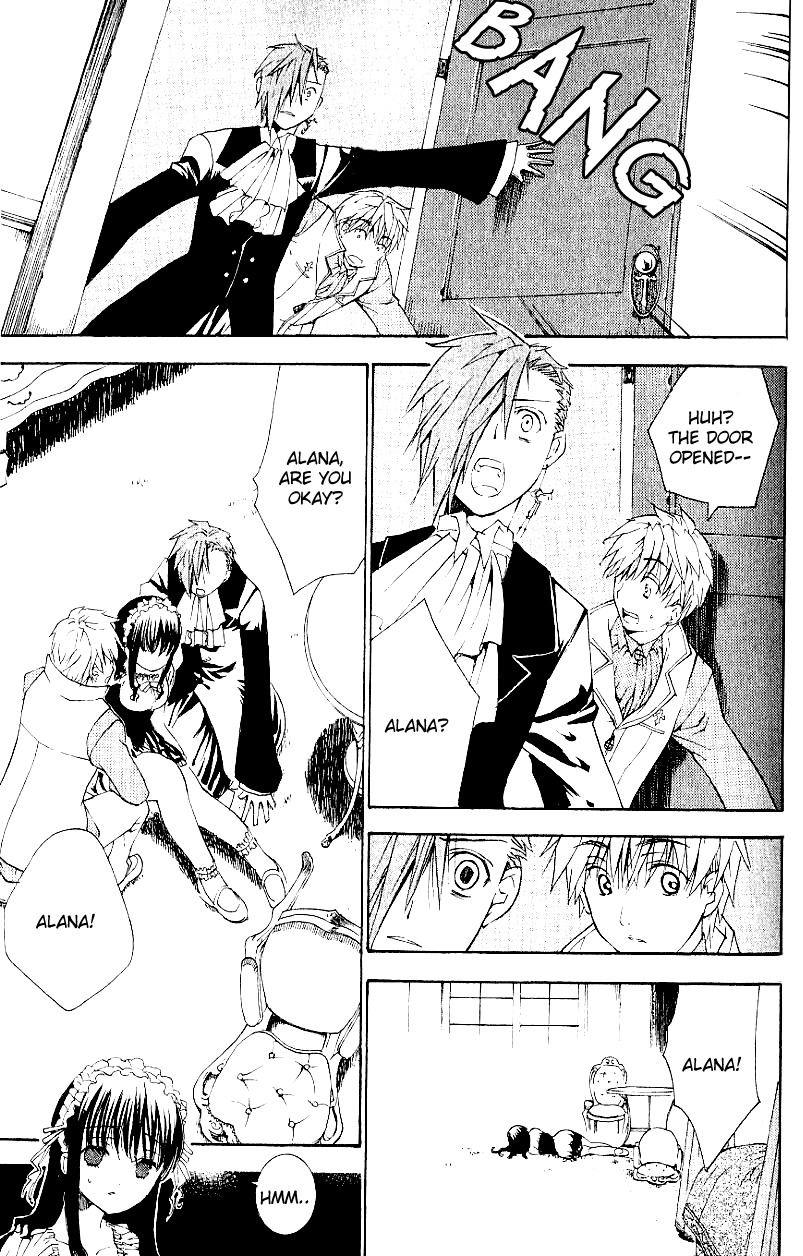 BANG
HUH?
THE DOOR
OPENED--
ALANA?
ALANA!
ALANA,
ARE YOU
OKAY?
ALANA!
HMM..